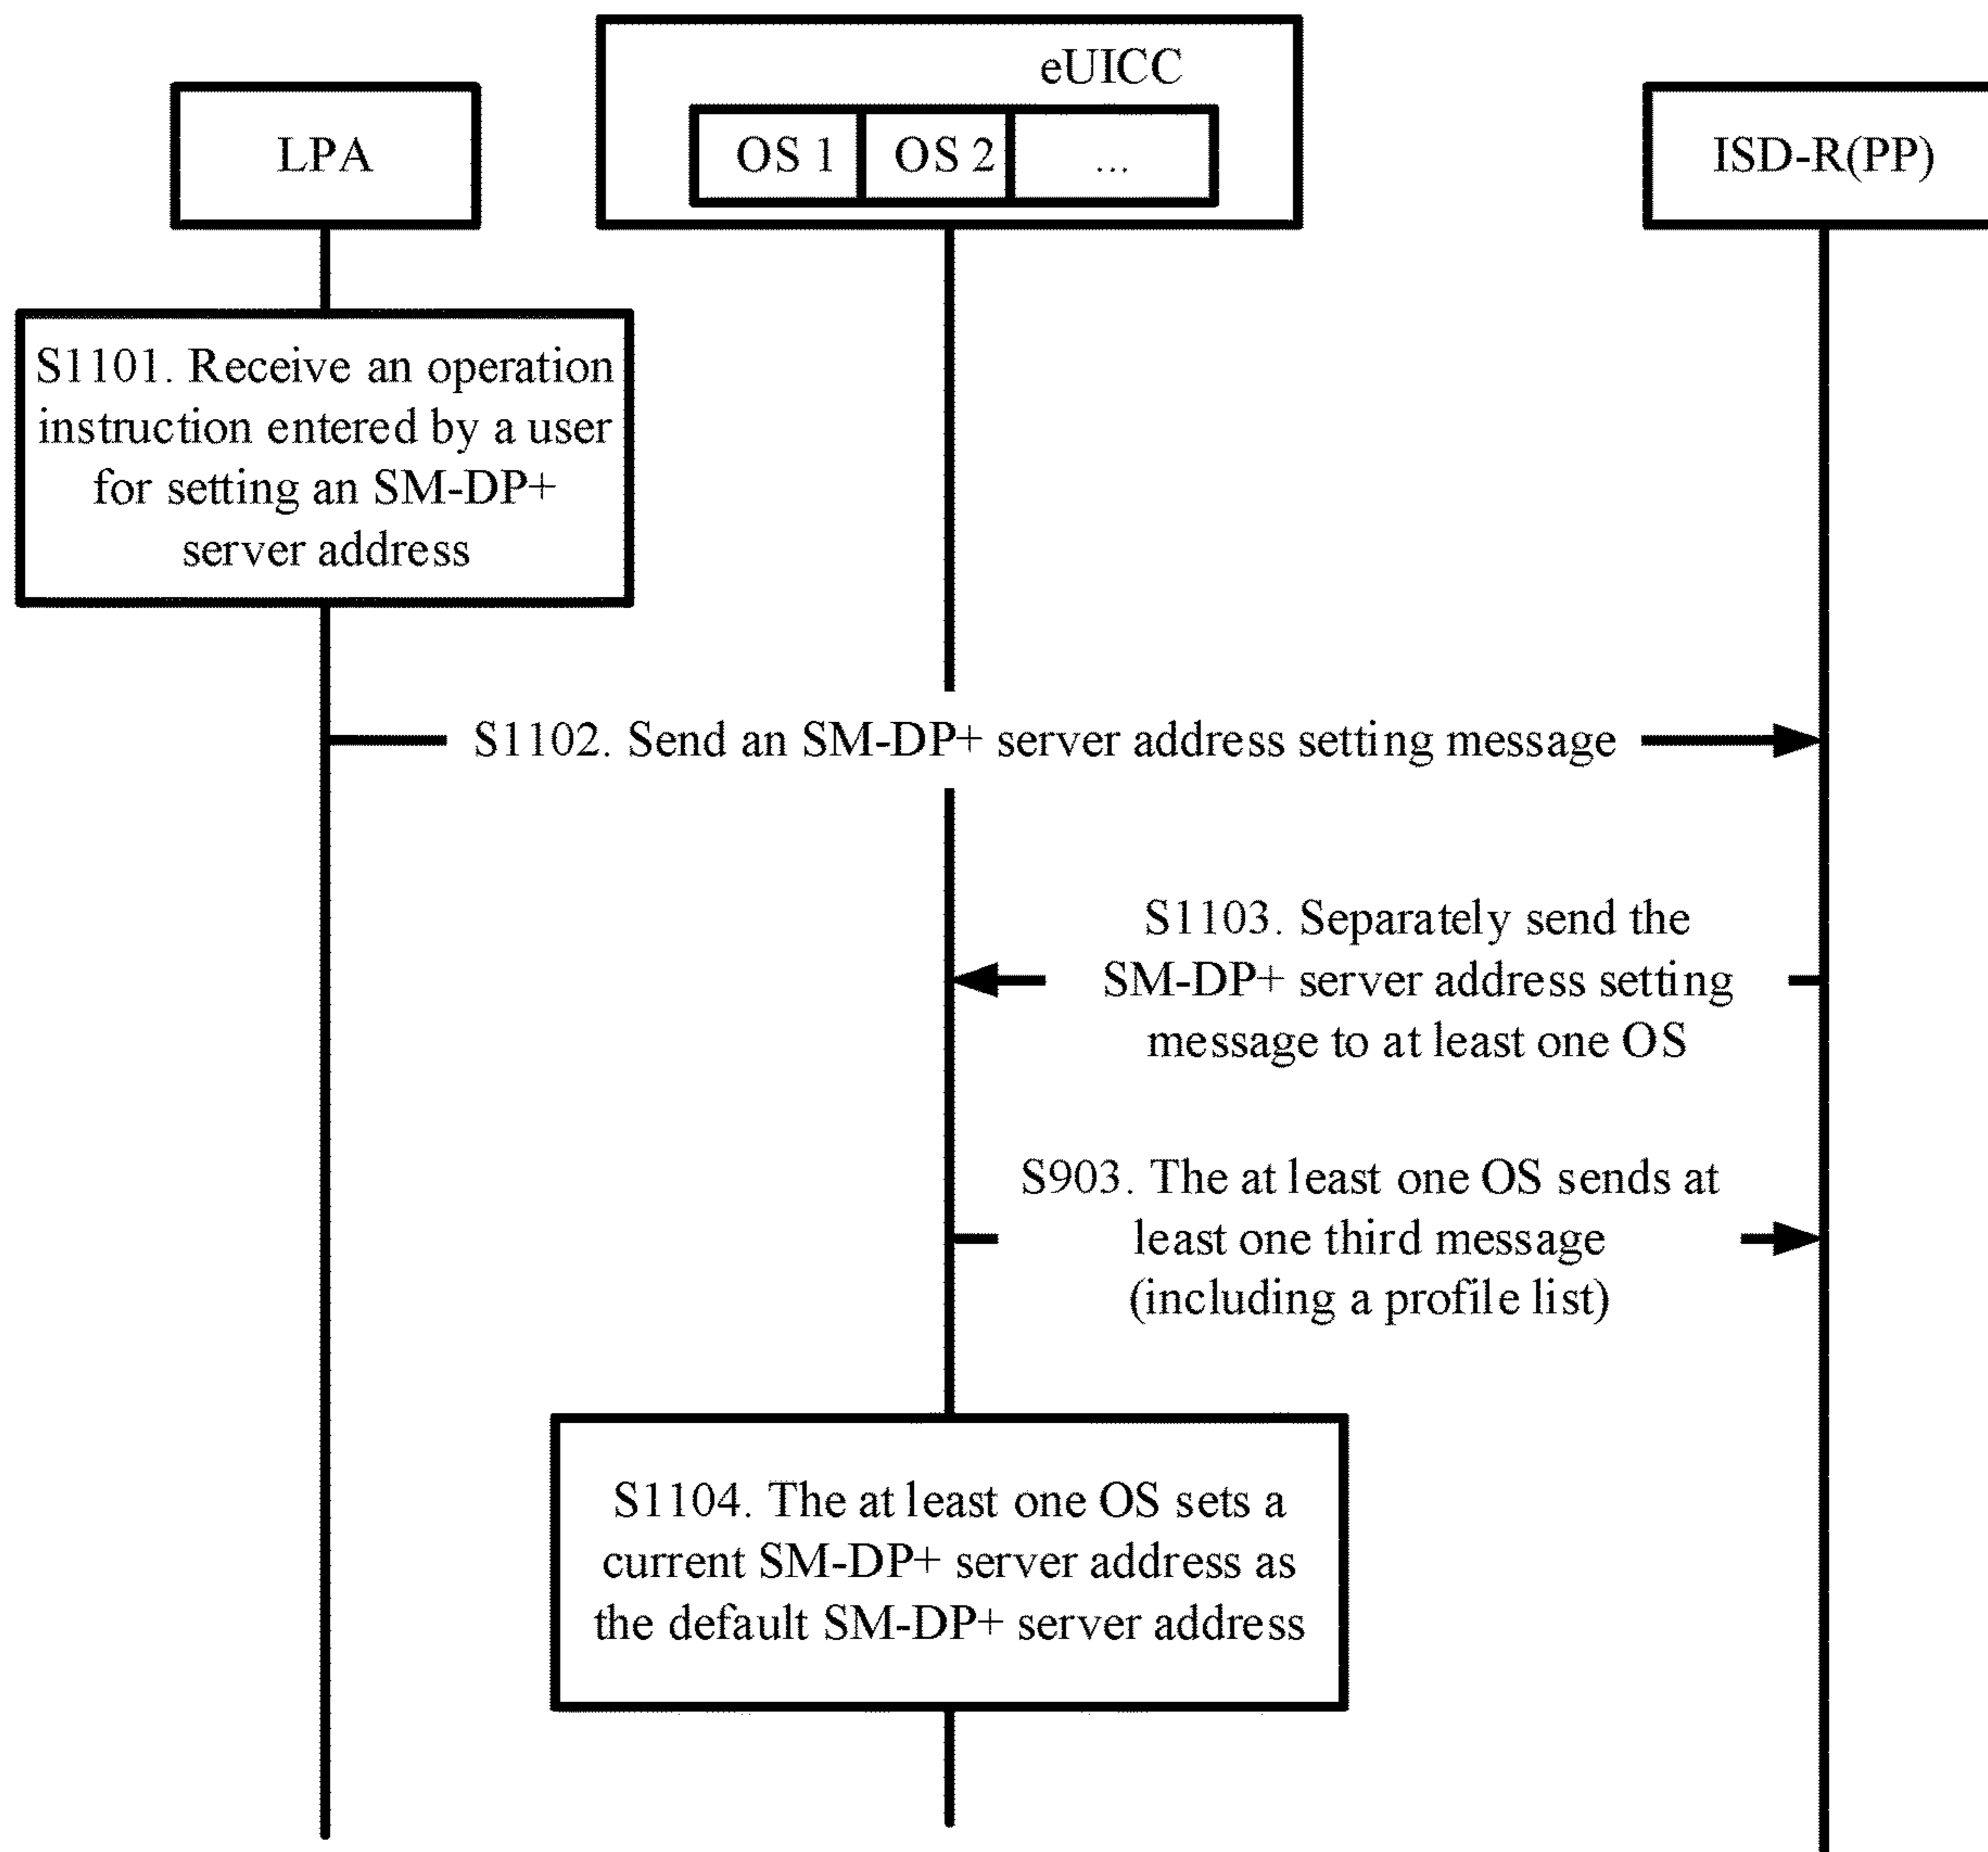 eUICC
LPA
OS 1
OS 2
...
ISD-R(PP)
S1101. Receive an operation
instruction entered by a user
for setting an SM-DP+
server address
S1102. Send an SM-DP+ server address setting message
S1103. Separately send the
SM-DP+ server address setting
message to at least one OS
S903. The at least one OS sends at
least one third message
(including a profile list)
S1104. The at least one OS sets a
current SM-DP+ server address as
the default SM-DP+ server address